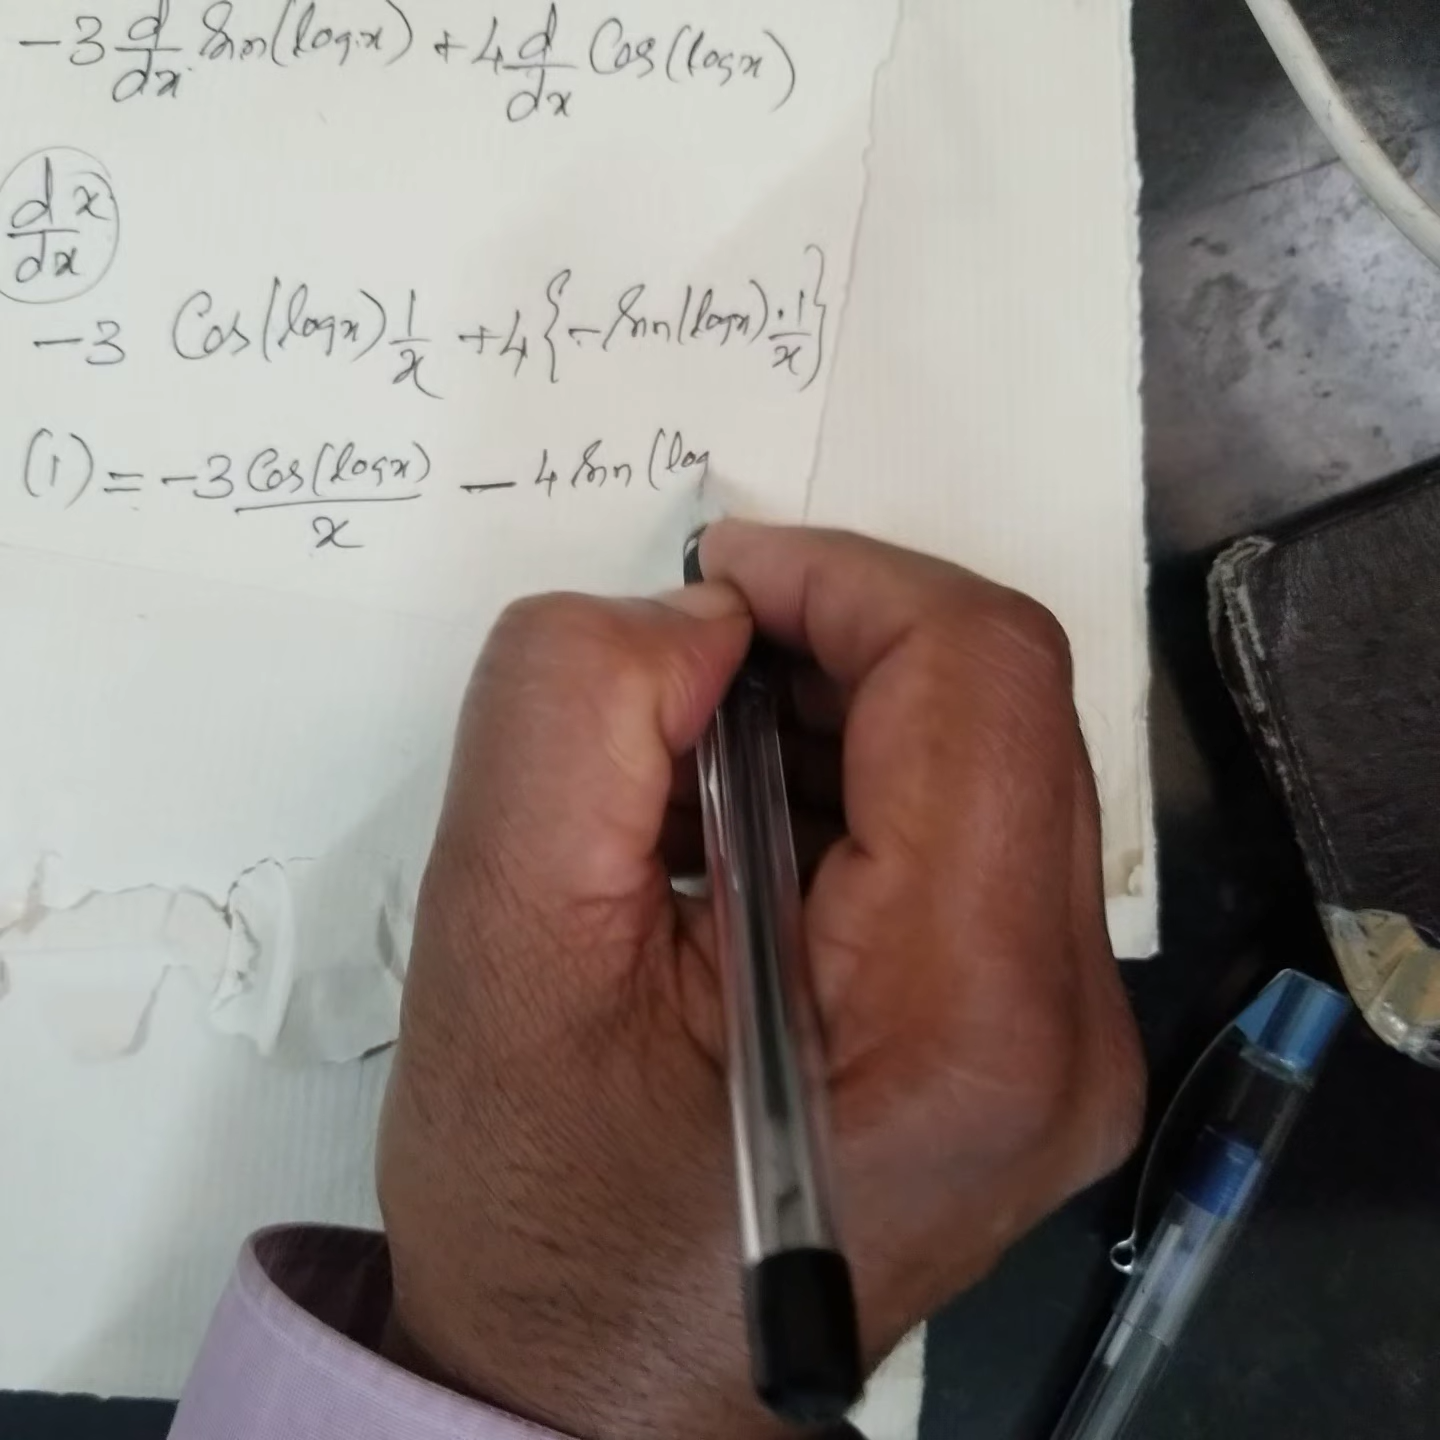 -3 d/dx Sin(logx) + 4 d/dx Cos(logx)
dx/dx
-3 Cos(logx) 1/x + 4{-Sin(logx)·1/x}
(1) = -3 Cos(logx)/x - 4 Sin(log